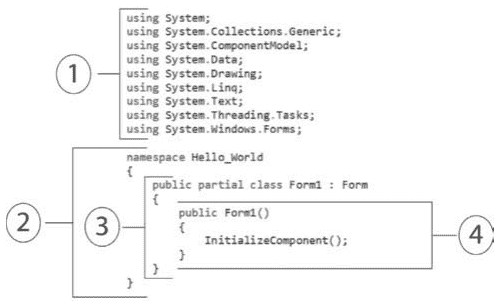 using System;
using System.Collections.Generic;
using System.ComponentModel;
using System.Data;
using System.Drawing;
using System.Linq;
using System.Text;
using System.Threading.Tasks;
using System.Windows.Forms;
1
namespace Hello_World
{
public partial class Form1 : Form
{
public Form1()
{
InitializeComponent();
}
}
}
2
3
4